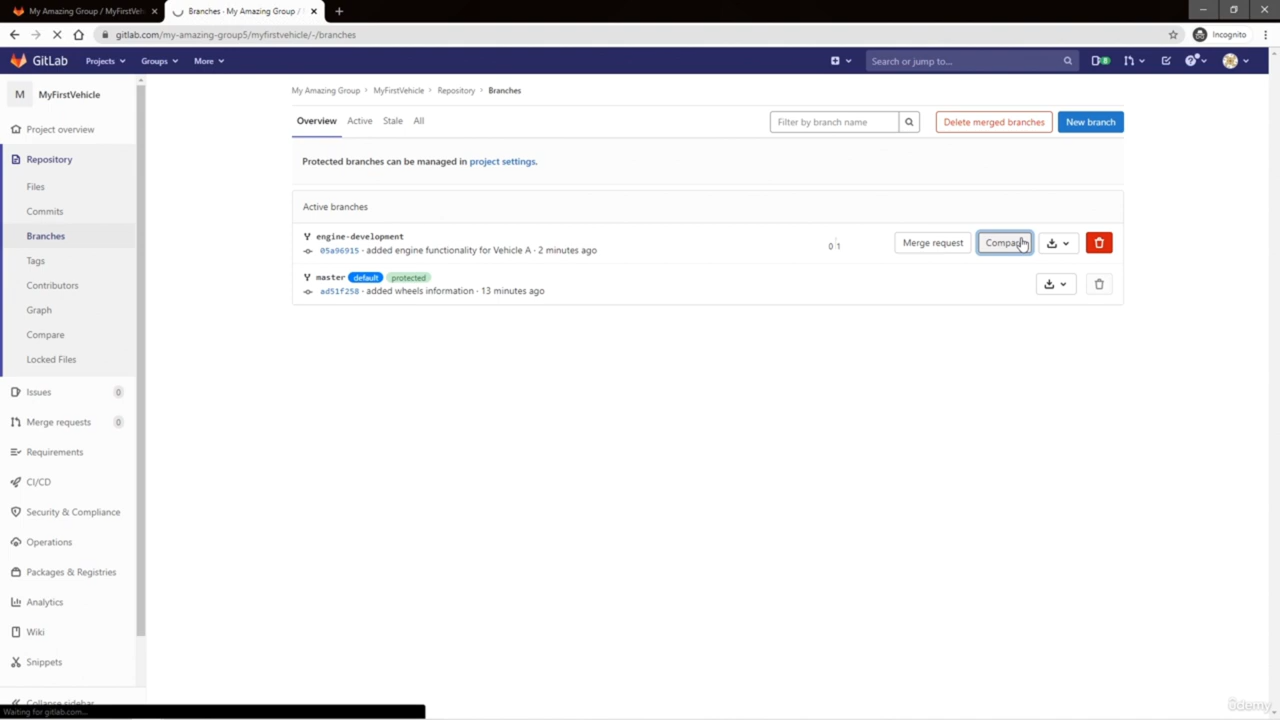 My Amazing Group / MyFirstVeh
Branches · My Amazing Group /
gitlab.com/my-amazing-group5/myfirstvehicle/-/branches
Incognito
GitLab
Projects
Groups
More
Search or jump to...
M
MyFirstVehicle
Project overview
Repository
Files
Commits
Branches
Tags
Contributors
Graph
Compare
Locked Files
Issues 0
Merge requests 0
Requirements
CI/CD
Security & Compliance
Operations
Packages & Registries
Analytics
Wiki
Snippets
Collapse sidebar
Waiting for gitlab.com...
My Amazing Group > MyFirstVehicle > Repository > Branches
Overview
Active
Stale
All
Filter by branch name
Delete merged branches
New branch
Protected branches can be managed in project settings.
Active branches
engine-development
05a96915 · added engine functionality for Vehicle A · 2 minutes ago
0 1
Merge request
Compare
master default protected
ad51f258 · added wheels information · 13 minutes ago
ûdemy